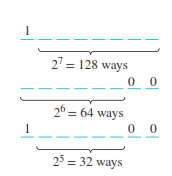 1 _ _ _ _ _ _ _
2⁷ = 128 ways
_ _ _ _ _ _ 0 0
2⁶ = 64 ways
1 _ _ _ _ _ 0 0
2⁵ = 32 ways